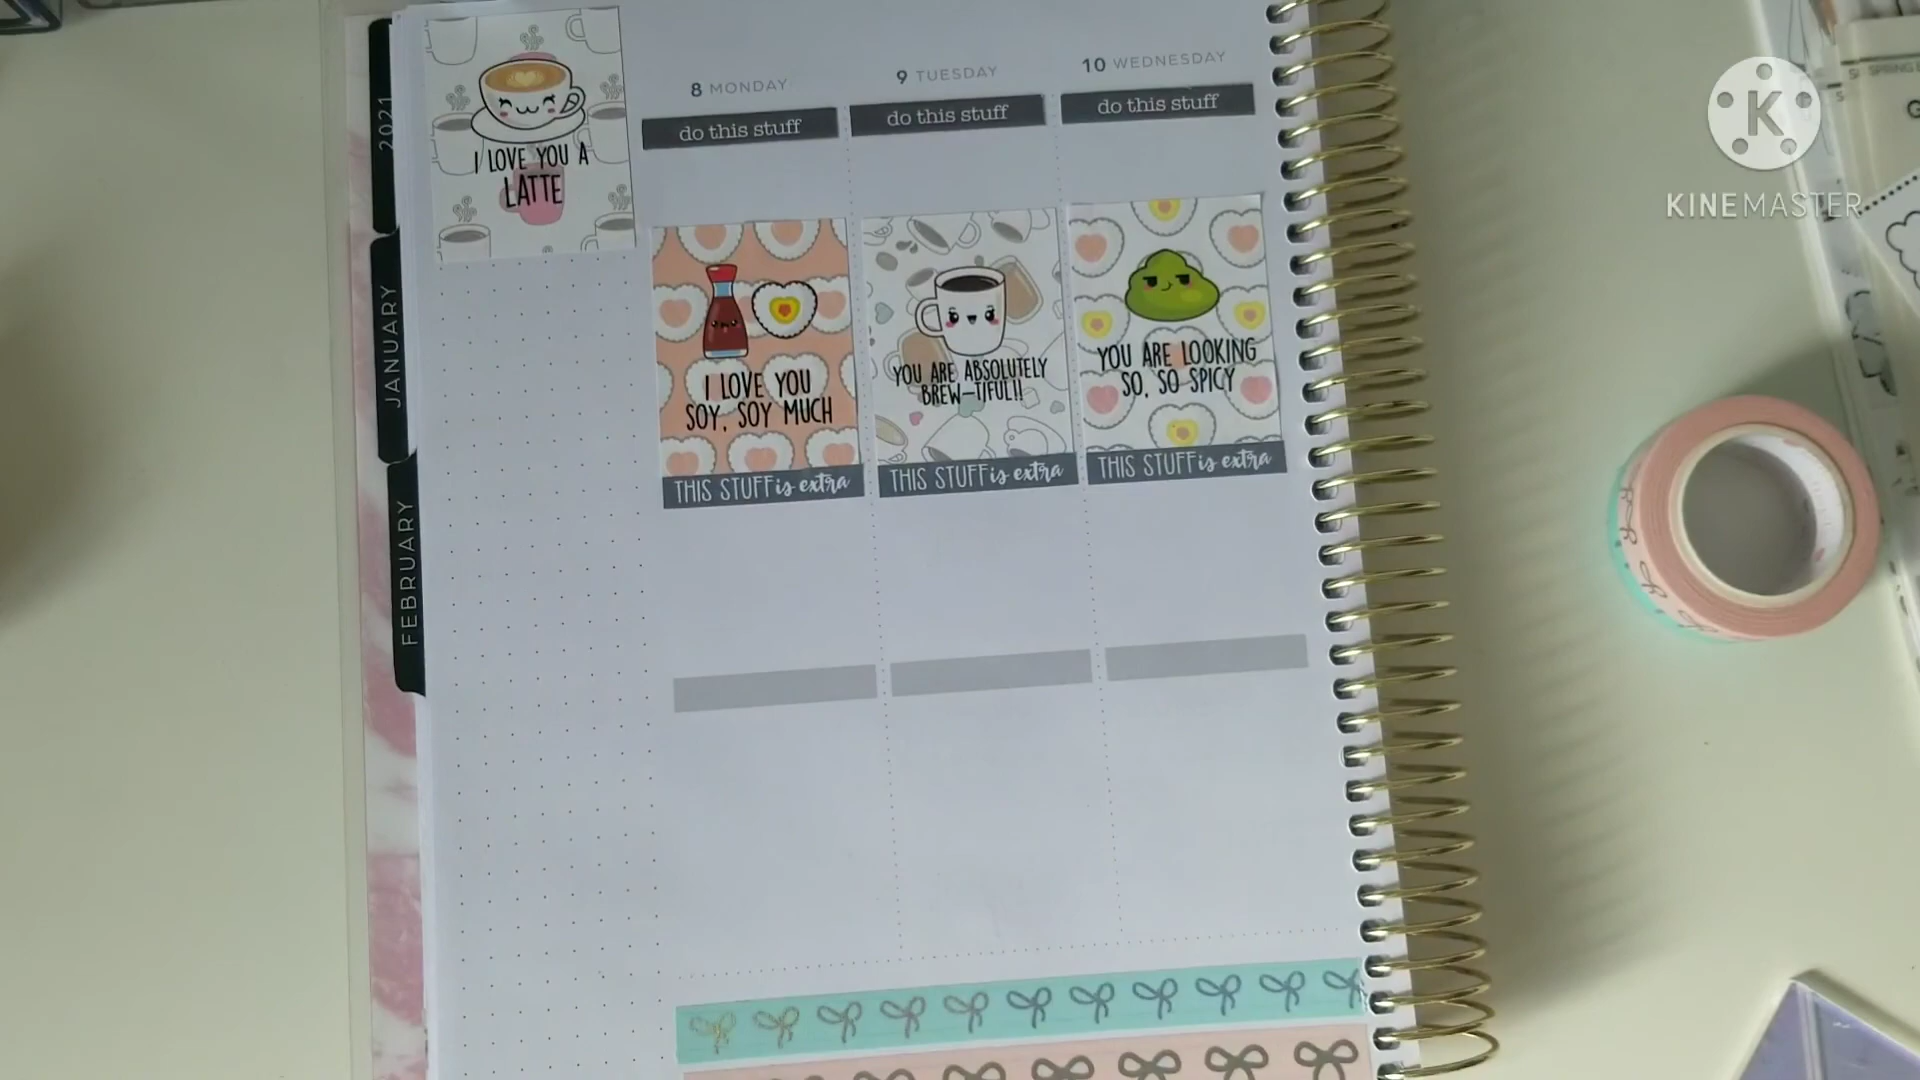 I LOVE YOU A
LATTE
8 MONDAY
9 TUESDAY
10 WEDNESDAY
do this stuff
do this stuff
do this stuff
I LOVE YOU
SOY, SOY MUCH
YOU ARE ABSOLUTELY
BREW-TIFUL!!
YOU ARE LOOKING
SO, SO SPICY
THIS STUFF is extra
THIS STUFF is extra
THIS STUFF is extra
2021
JANUARY
FEBRUARY
K
KINEMASTER